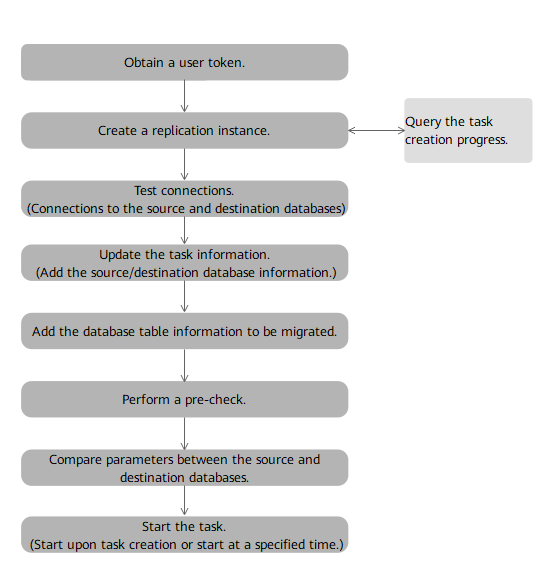 Obtain a user token.
Create a replication instance.
Query the task
creation progress.
Test connections.
(Connections to the source and destination databases)
Update the task information.
(Add the source/destination database information.)
Add the database table information to be migrated.
Perform a pre-check.
Compare parameters between the source and
destination databases.
Start the task.
(Start upon task creation or start at a specified time.)